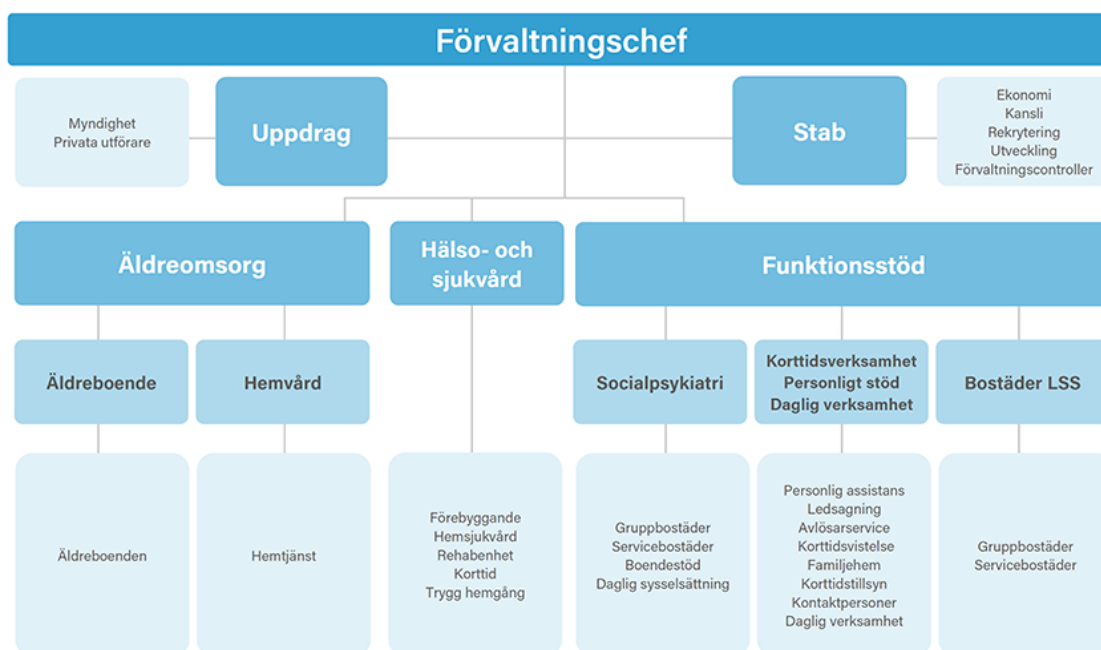 Förvaltningschef
Myndighet
Privata utförare
Uppdrag
Stab
Ekonomi
Kansli
Rekrytering
Utveckling
Förvaltningscontroller
Äldreomsorg
Hälso- och
sjukvård
Funktionsstöd
Äldreboende
Hemvård
Socialpsykiatri
Korttidsverksamhet
Personligt stöd
Daglig verksamhet
Bostäder LSS
Äldreboenden
Hemtjänst
Förebyggande
Hemsjukvård
Rehabenhet
Korttid
Trygg hemgång
Gruppbostäder
Servicebostäder
Boendestöd
Daglig sysselsättning
Personlig assistans
Ledsagning
Avlösarservice
Korttidsvistelse
Familjehem
Korttidstillsyn
Kontaktpersoner
Daglig verksamhet
Gruppbostäder
Servicebostäder